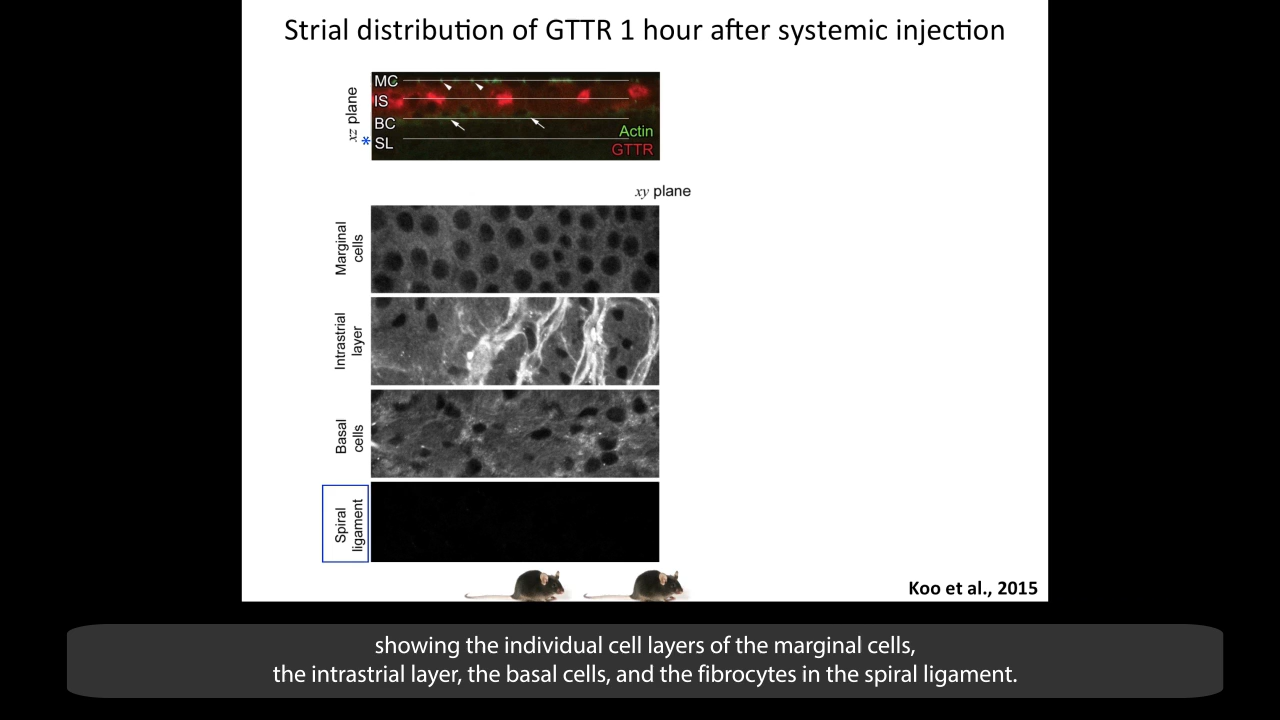 Strial distribution of GTTR 1 hour after systemic injection
xz plane
MC
IS
BC
* SL
Actin
GTTR
xy plane
Marginal
cells
Intrastrial
layer
Basal
cells
Spiral
ligament
Koo et al., 2015
showing the individual cell layers of the marginal cells,
the intrastrial layer, the basal cells, and the fibrocytes in the spiral ligament.